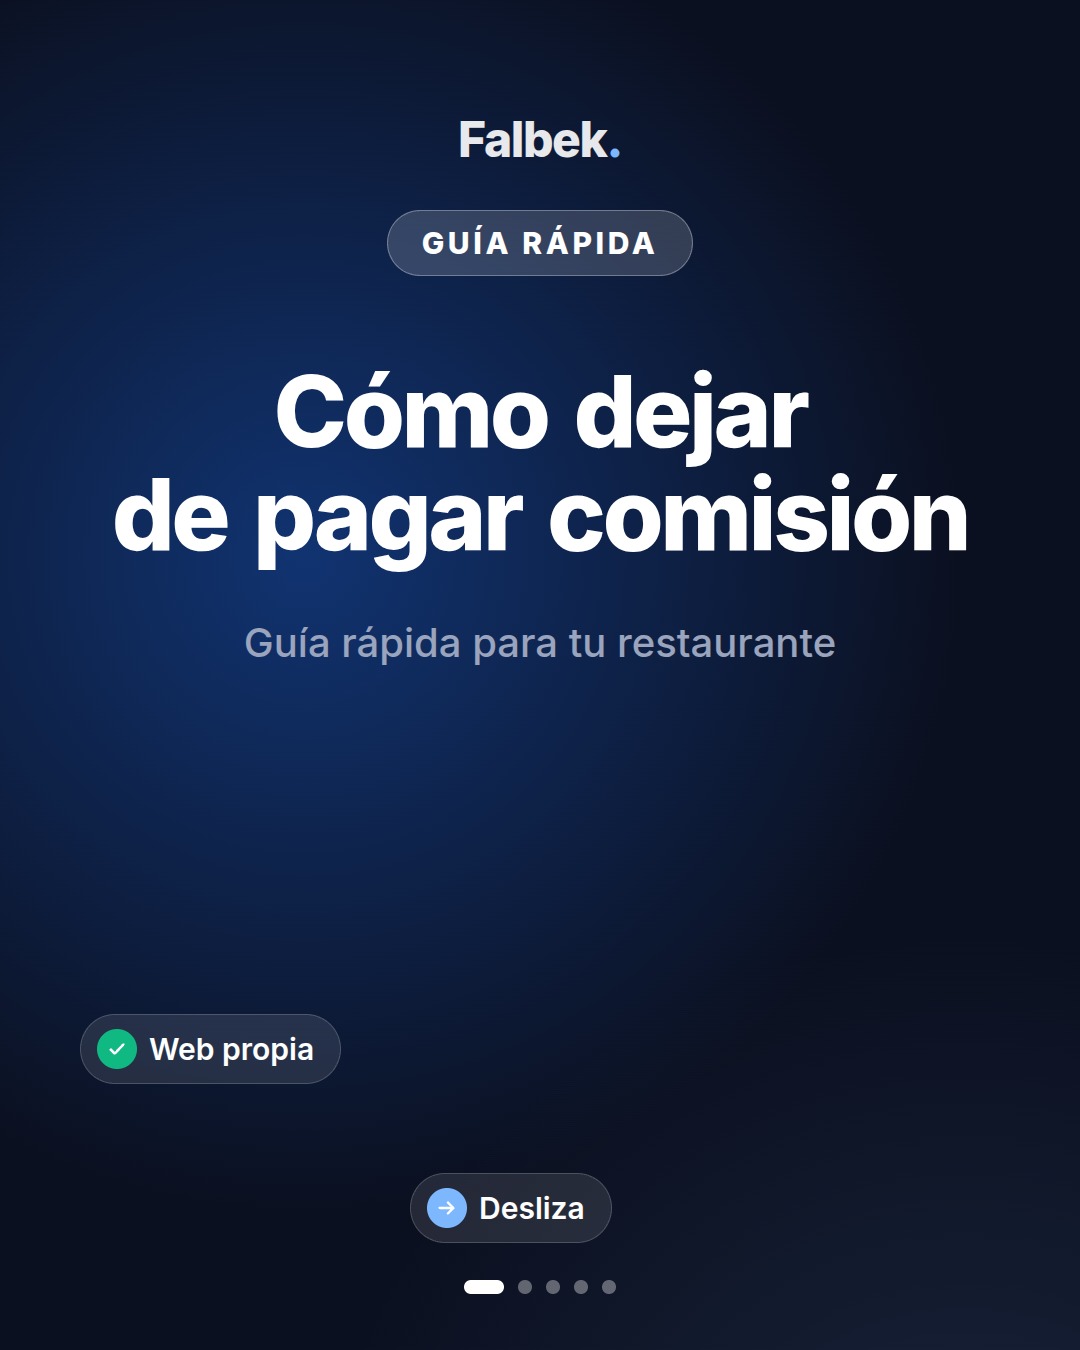 Falbek.
GUÍA RÁPIDA
Cómo dejar
de pagar comisión
Guía rápida para tu restaurante
Web propia
Desliza